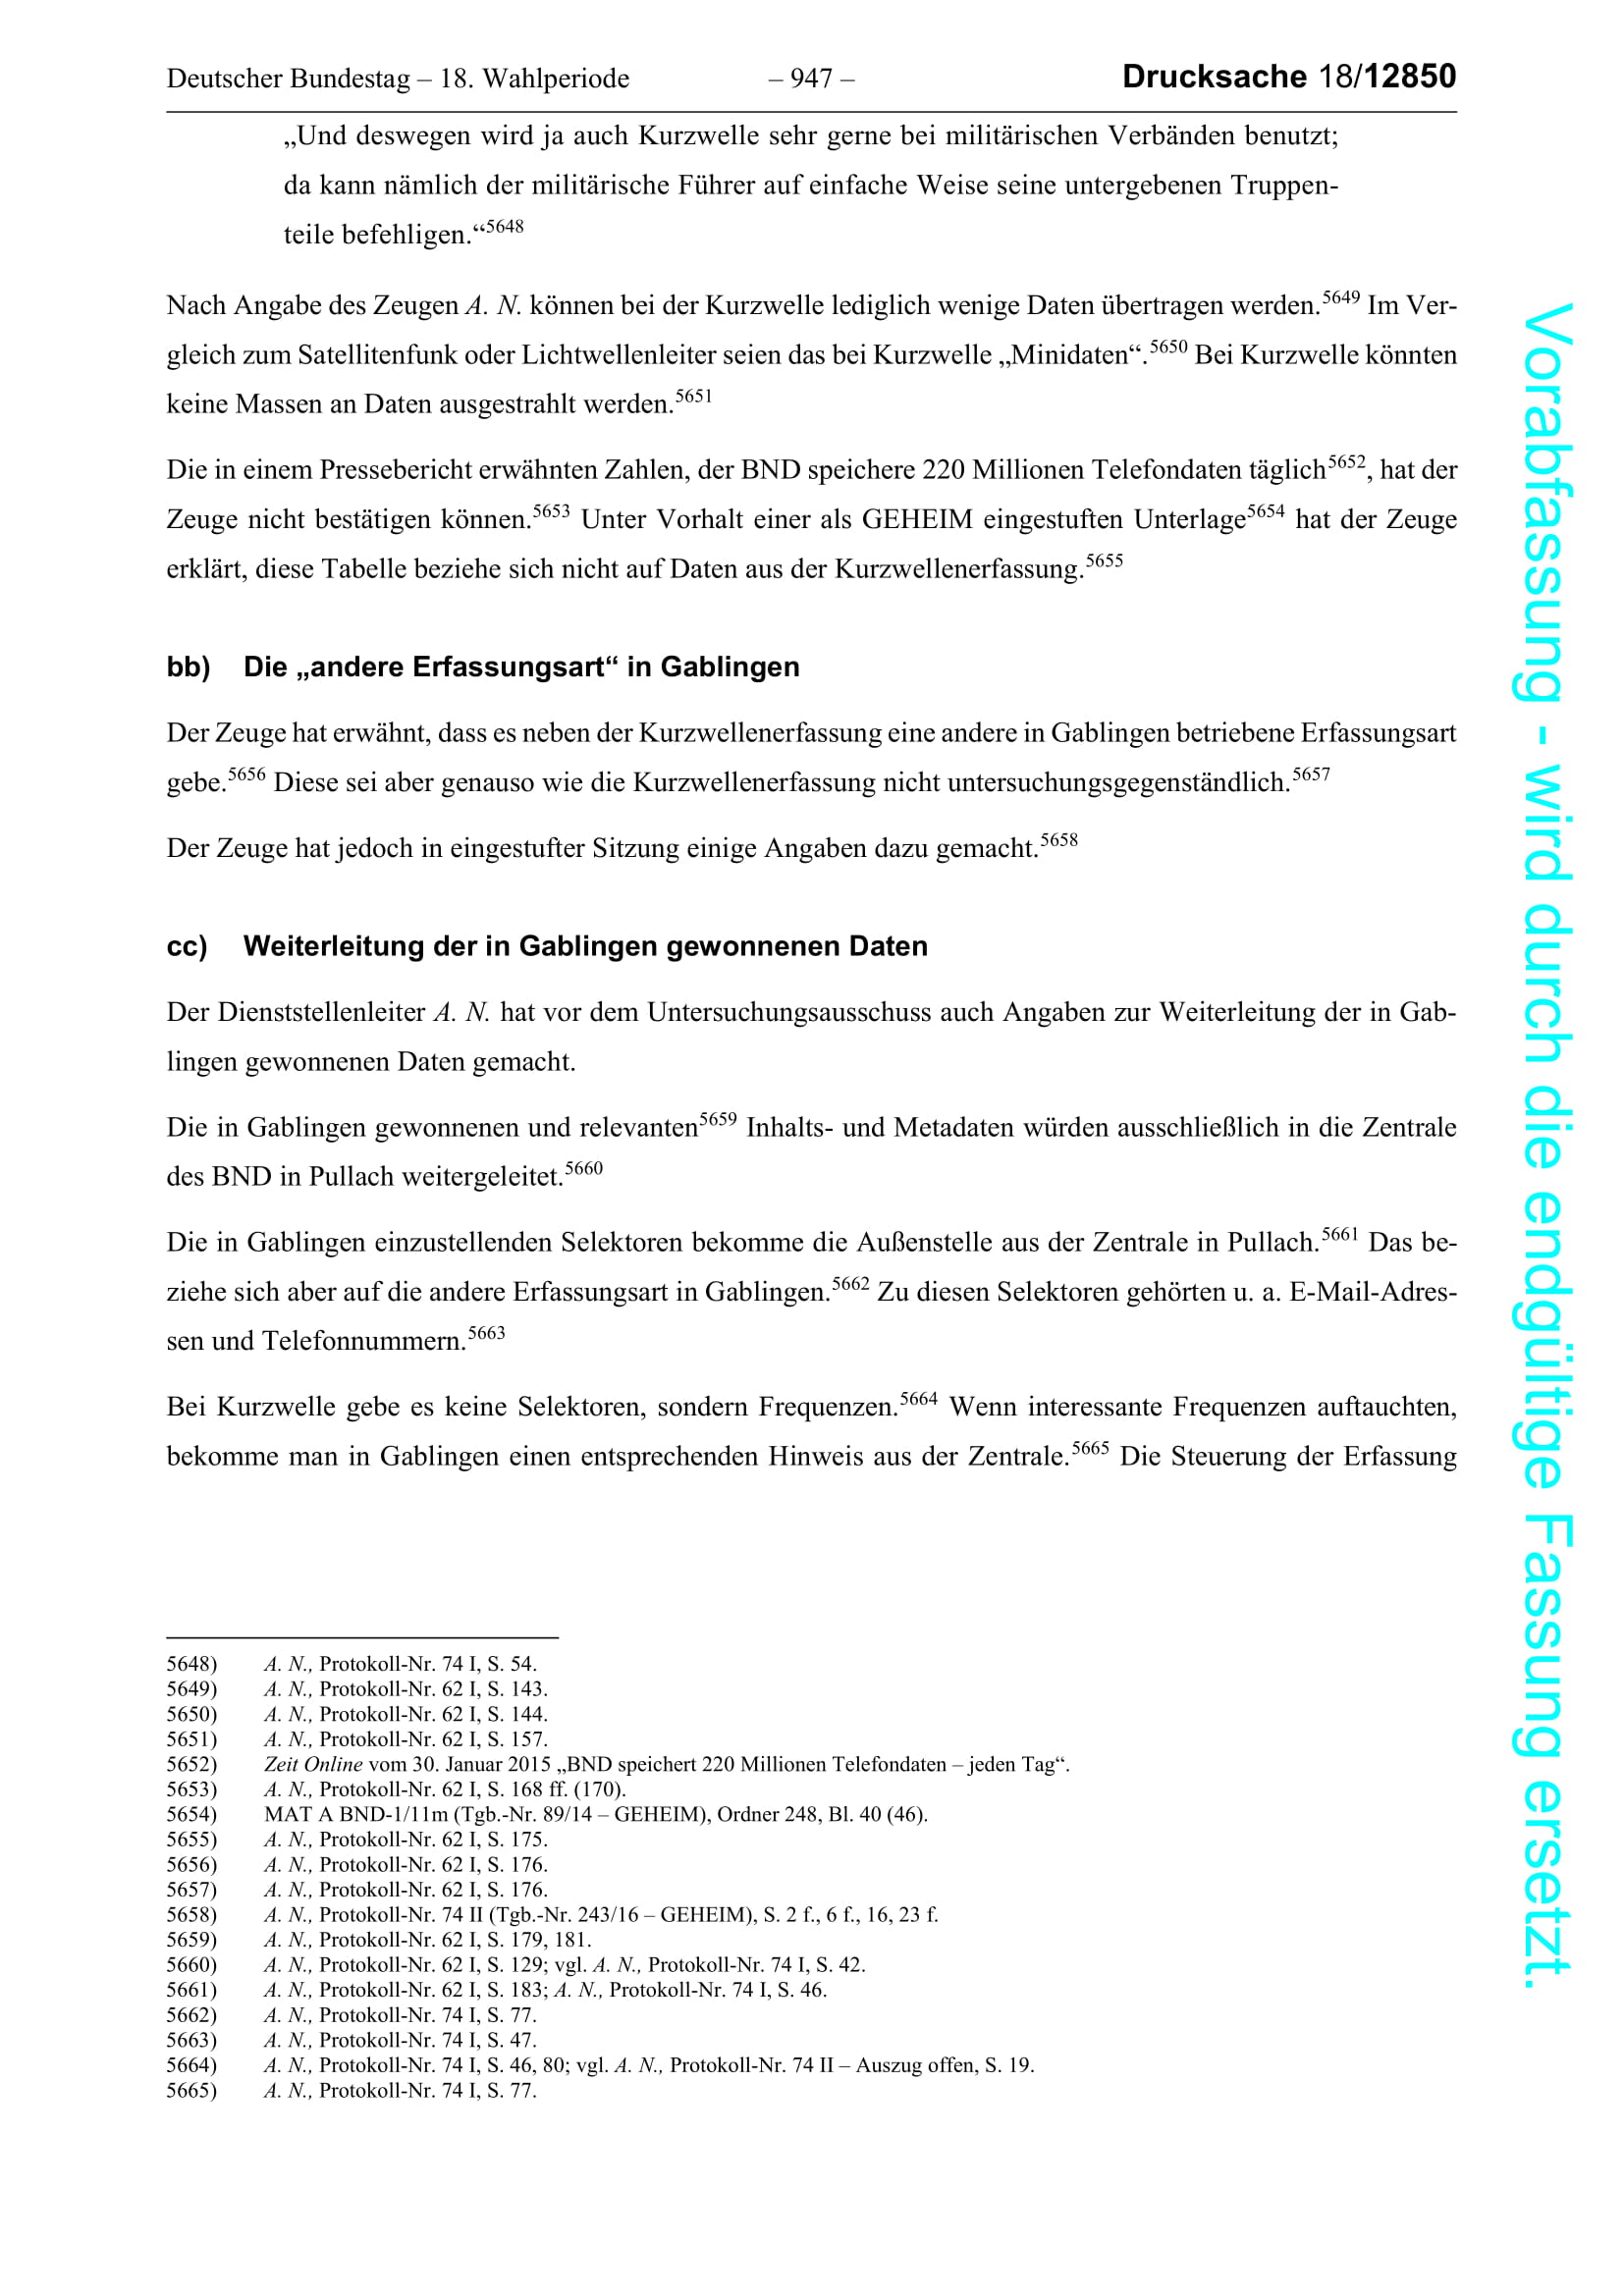 Deutscher Bundestag – 18. Wahlperiode – 947 – Drucksache 18/12850
„Und deswegen wird ja auch Kurzwelle sehr gerne bei militärischen Verbänden benutzt;
da kann nämlich der militärische Führer auf einfache Weise seine untergebenen Truppen-
teile befehligen.“5648
Nach Angabe des Zeugen A. N. können bei der Kurzwelle lediglich wenige Daten übertragen werden.5649 Im Ver-
gleich zum Satellitenfunk oder Lichtwellenleiter seien das bei Kurzwelle „Minidaten“.5650 Bei Kurzwelle könnten
keine Massen an Daten ausgestrahlt werden.5651
Die in einem Pressebericht erwähnten Zahlen, der BND speichere 220 Millionen Telefondaten täglich5652, hat der
Zeuge nicht bestätigen können.5653 Unter Vorhalt einer als GEHEIM eingestuften Unterlage5654 hat der Zeuge
erklärt, diese Tabelle beziehe sich nicht auf Daten aus der Kurzwellenerfassung.5655
bb) Die „andere Erfassungsart“ in Gablingen
Der Zeuge hat erwähnt, dass es neben der Kurzwellenerfassung eine andere in Gablingen betriebene Erfassungsart
gebe.5656 Diese sei aber genauso wie die Kurzwellenerfassung nicht untersuchungsgegenständlich.5657
Der Zeuge hat jedoch in eingestufter Sitzung einige Angaben dazu gemacht.5658
cc) Weiterleitung der in Gablingen gewonnenen Daten
Der Dienststellenleiter A. N. hat vor dem Untersuchungsausschuss auch Angaben zur Weiterleitung der in Gab-
lingen gewonnenen Daten gemacht.
Die in Gablingen gewonnenen und relevanten5659 Inhalts- und Metadaten würden ausschließlich in die Zentrale
des BND in Pullach weitergeleitet.5660
Die in Gablingen einzustellenden Selektoren bekomme die Außenstelle aus der Zentrale in Pullach.5661 Das be-
ziehe sich aber auf die andere Erfassungsart in Gablingen.5662 Zu diesen Selektoren gehörten u. a. E-Mail-Adres-
sen und Telefonnummern.5663
Bei Kurzwelle gebe es keine Selektoren, sondern Frequenzen.5664 Wenn interessante Frequenzen auftauchten,
bekomme man in Gablingen einen entsprechenden Hinweis aus der Zentrale.5665 Die Steuerung der Erfassung
5648) A. N., Protokoll-Nr. 74 I, S. 54.
5649) A. N., Protokoll-Nr. 62 I, S. 143.
5650) A. N., Protokoll-Nr. 62 I, S. 144.
5651) A. N., Protokoll-Nr. 62 I, S. 157.
5652) Zeit Online vom 30. Januar 2015 „BND speichert 220 Millionen Telefondaten – jeden Tag“.
5653) A. N., Protokoll-Nr. 62 I, S. 168 ff. (170).
5654) MAT A BND-1/11m (Tgb.-Nr. 89/14 – GEHEIM), Ordner 248, Bl. 40 (46).
5655) A. N., Protokoll-Nr. 62 I, S. 175.
5656) A. N., Protokoll-Nr. 62 I, S. 176.
5657) A. N., Protokoll-Nr. 62 I, S. 176.
5658) A. N., Protokoll-Nr. 74 II (Tgb.-Nr. 243/16 – GEHEIM), S. 2 f., 6 f., 16, 23 f.
5659) A. N., Protokoll-Nr. 62 I, S. 179, 181.
5660) A. N., Protokoll-Nr. 62 I, S. 129; vgl. A. N., Protokoll-Nr. 74 I, S. 42.
5661) A. N., Protokoll-Nr. 62 I, S. 183; A. N., Protokoll-Nr. 74 I, S. 46.
5662) A. N., Protokoll-Nr. 74 I, S. 77.
5663) A. N., Protokoll-Nr. 74 I, S. 47.
5664) A. N., Protokoll-Nr. 74 I, S. 46, 80; vgl. A. N., Protokoll-Nr. 74 II – Auszug offen, S. 19.
5665) A. N., Protokoll-Nr. 74 I, S. 77.
Vorabfassung - wird durch die endgültige Fassung ersetzt.